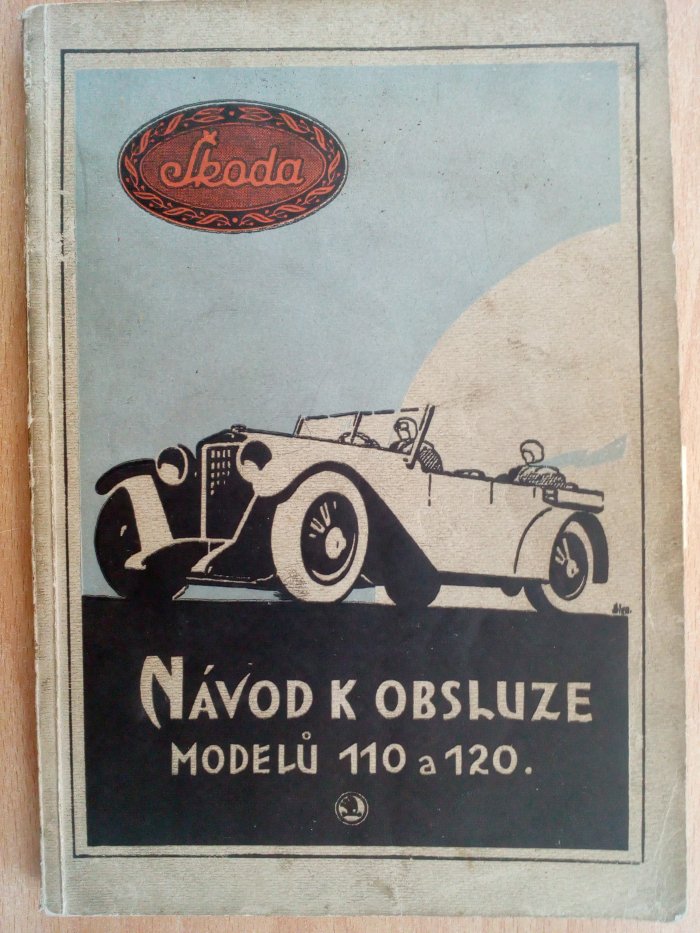 Škoda
NÁVOD K OBSLUZE
MODELŮ 110 a 120.